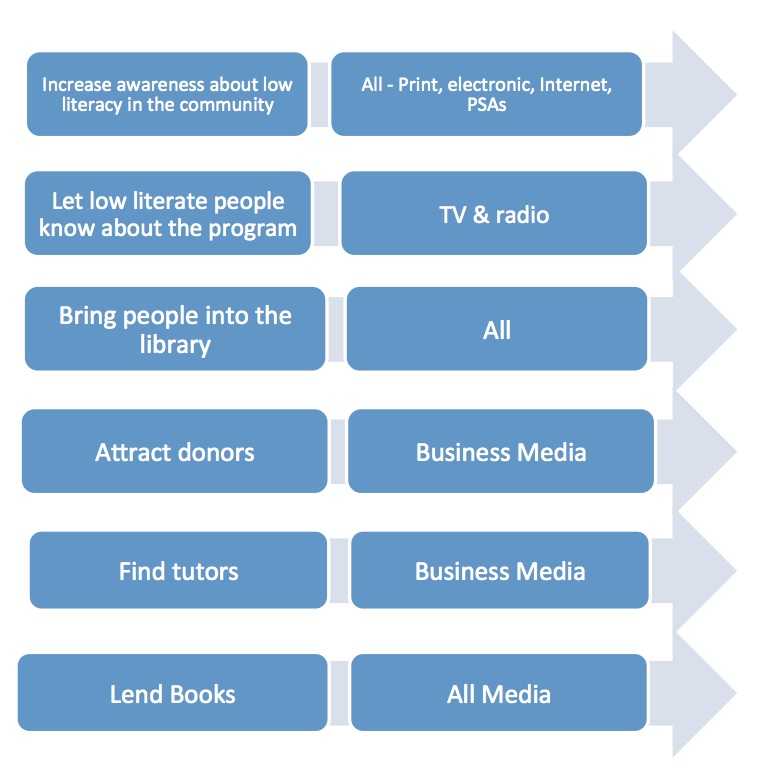 Increase awareness about low
literacy in the community
All - Print, electronic, Internet,
PSAs
Let low literate people
know about the program
TV & radio
Bring people into the
library
All
Attract donors
Business Media
Find tutors
Business Media
Lend Books
All Media